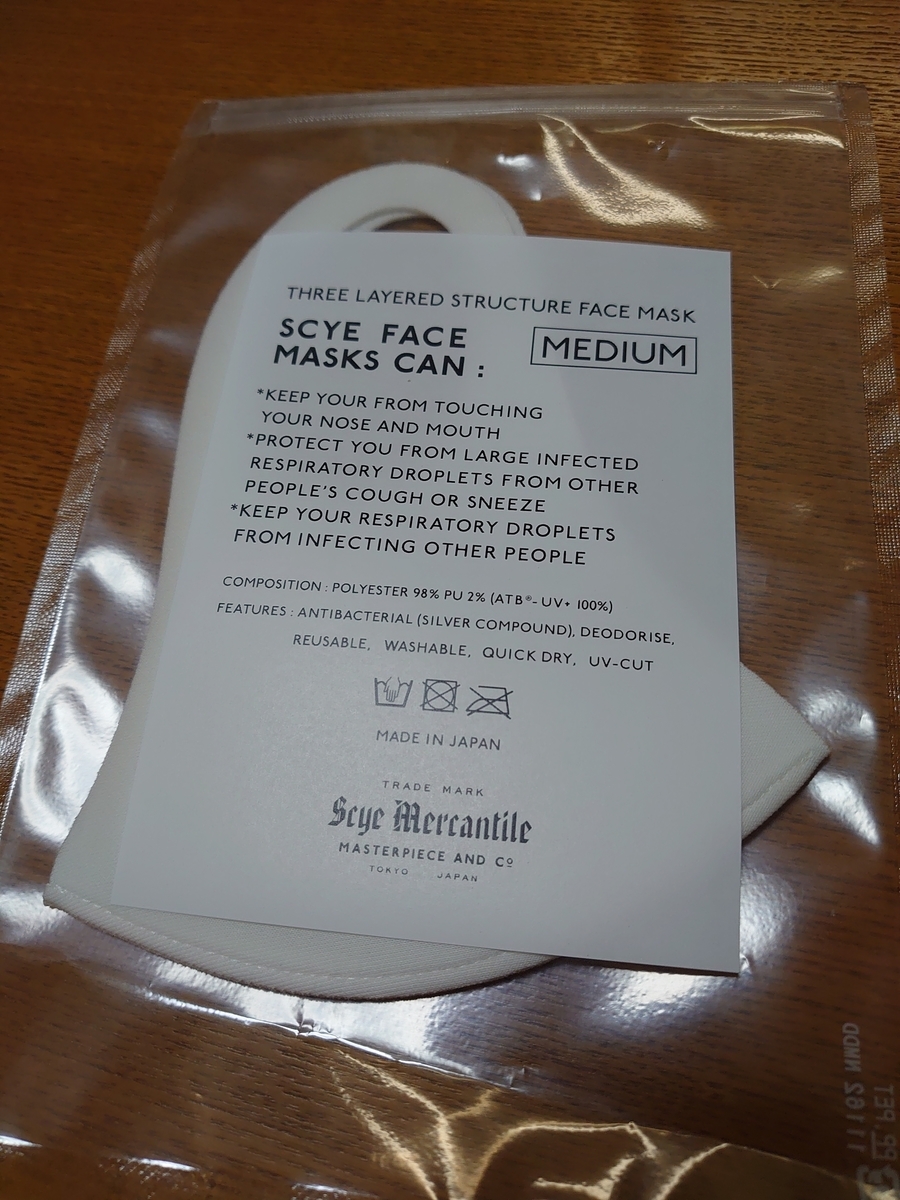 THREE LAYERED STRUCTURE FACE MASK
SCYE FACE
MASKS CAN :
MEDIUM
*KEEP YOUR FROM TOUCHING
YOUR NOSE AND MOUTH
*PROTECT YOU FROM LARGE INFECTED
RESPIRATORY DROPLETS FROM OTHER
PEOPLE'S COUGH OR SNEEZE
*KEEP YOUR RESPIRATORY DROPLETS
FROM INFECTING OTHER PEOPLE
COMPOSITION : POLYESTER 98% PU 2% (ATB®- UV+ 100%)
FEATURES : ANTIBACTERIAL (SILVER COMPOUND), DEODORISE,
REUSABLE, WASHABLE, QUICK DRY, UV-CUT
MADE IN JAPAN
TRADE MARK
Scye Mercantile
MASTERPIECE AND Cº
TOKYO JAPAN
PP, PET